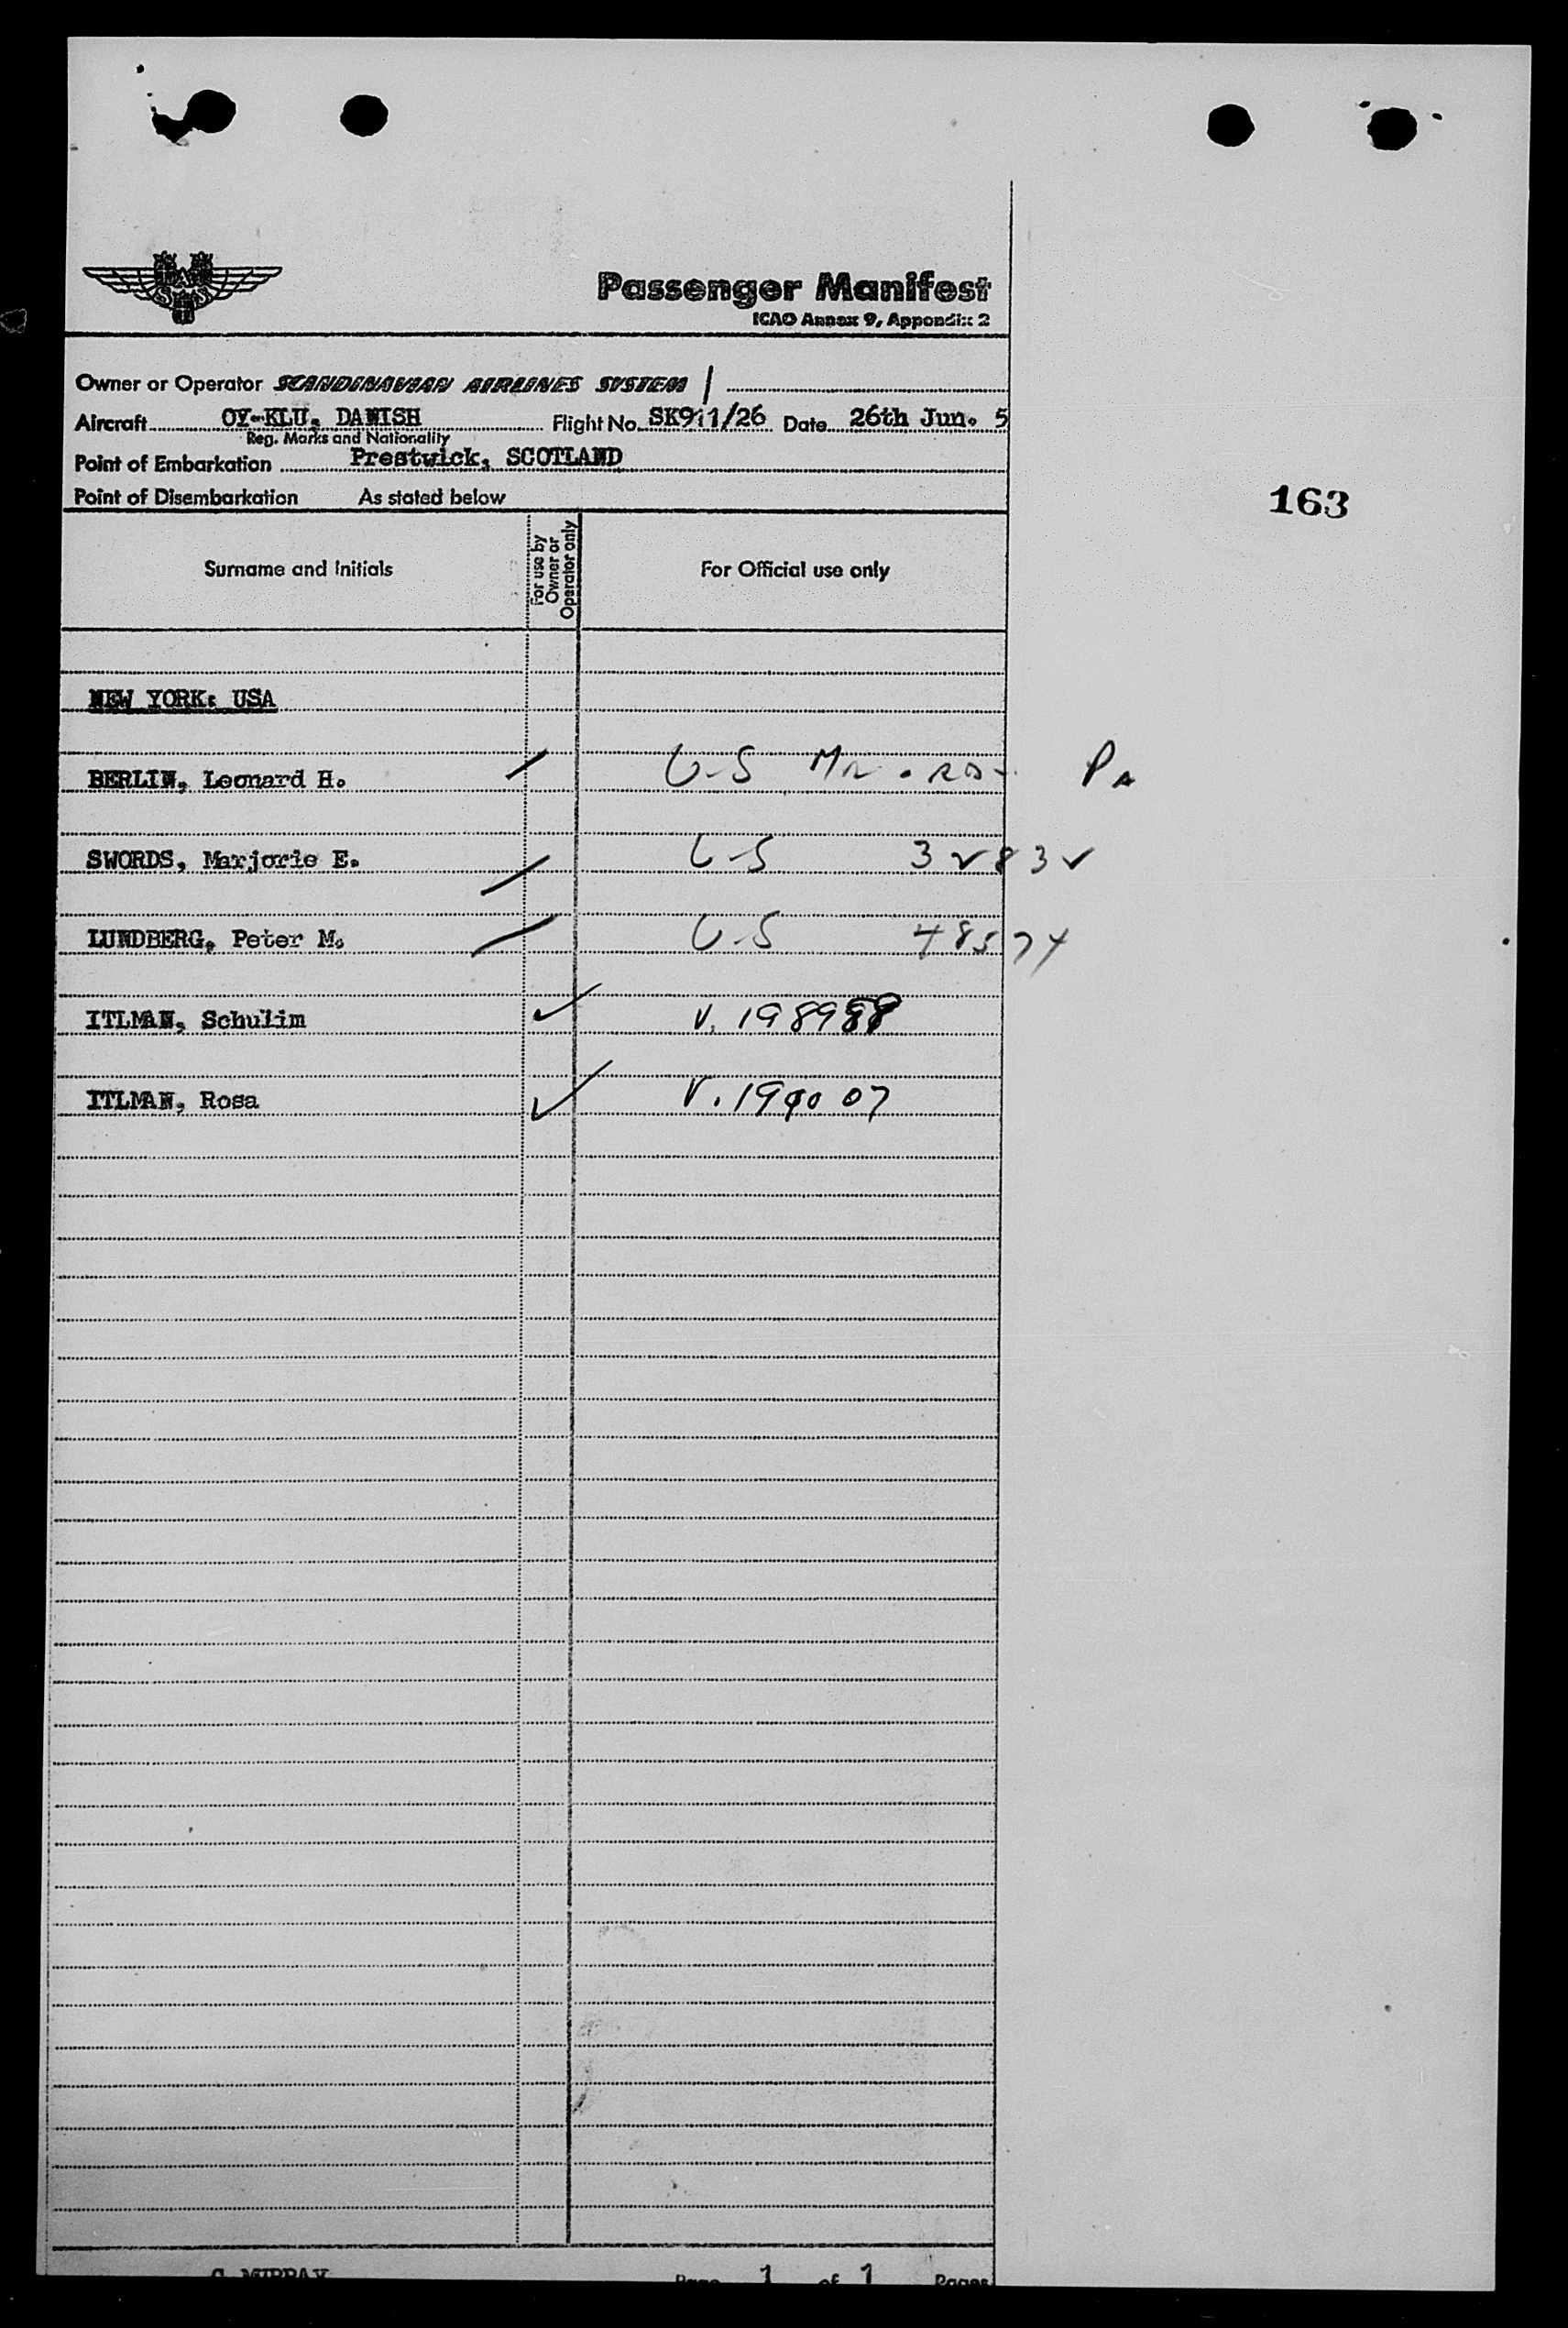 SAS
Passenger Manifest
ICAO Annex 9, Appendix 2
Owner or Operator SCANDINAVIAN AIRLINES SYSTEM /
Aircraft OY-KLU, DANISH Flight No. SK911/26 Date 26th Jun. 5
Reg. Marks and Nationality
Point of Embarkation Prestwick, SCOTLAND
Point of Disembarkation As stated below
163
Surname and Initials For use by Owner or Operator only For Official use only
NEW YORK: USA
BERLIN, Leonard H. U-S
SWORDS, Marjorie E. U-S
LUNDBERG, Peter M. U-S 48574
ITLMAN, Schulim V. 198988
ITLMAN, Rosa V. 199007
C MURRAY Page 1 of 1 Pages